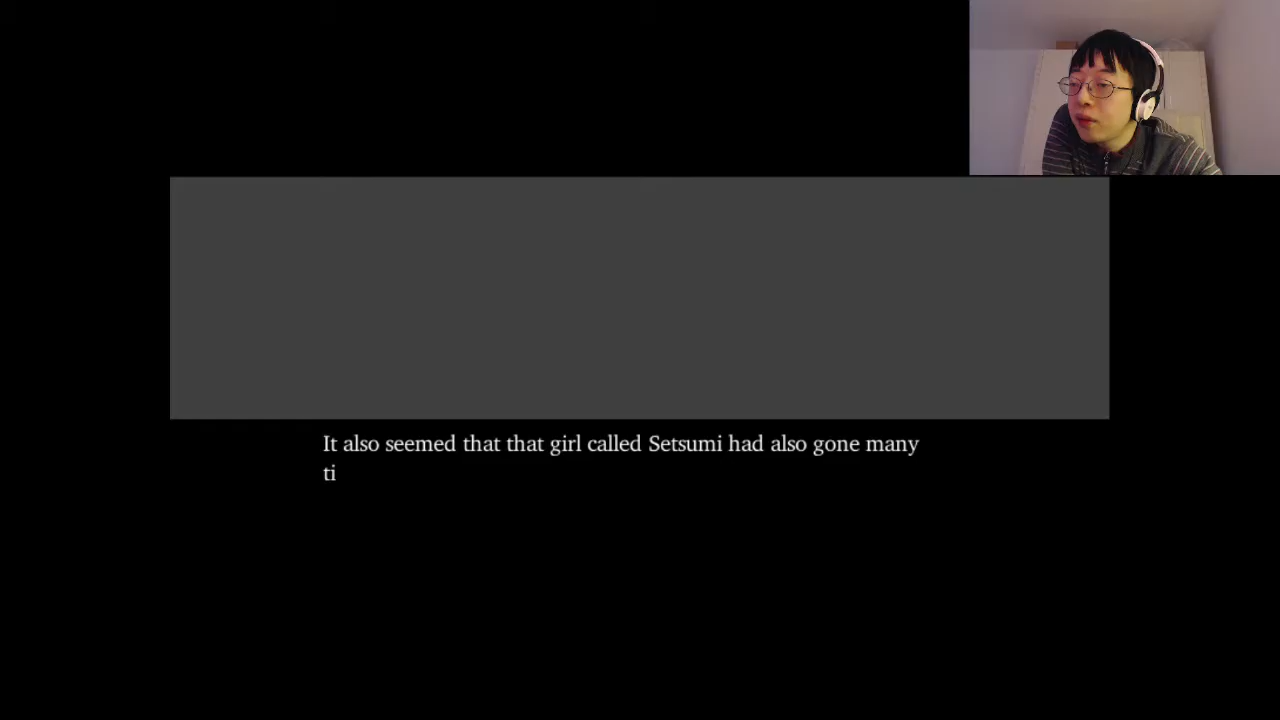 It also seemed that that girl called Setsumi had also gone many
ti